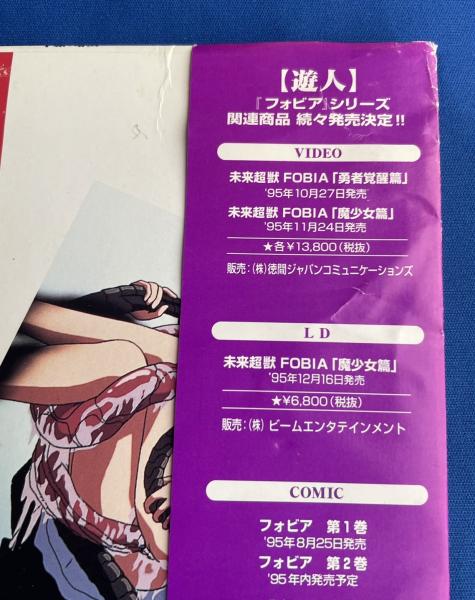 【遊人】
『フォビア』シリーズ
関連商品 続々発売決定!!
VIDEO
未来超獣 FOBIA「勇者覚醒篇」
'95年10月27日発売
未来超獣 FOBIA「魔少女篇」
'95年11月24日発売
★各¥13,800(税抜)
販売:(株)徳間ジャパンコミュニケーションズ
LD
未来超獣 FOBIA「魔少女篇」
'95年12月16日発売
★¥6,800(税抜)
販売:(株) ビームエンタテインメント
COMIC
フォビア 第1巻
'95年8月25日発売
フォビア 第2巻
'95年内発売予定